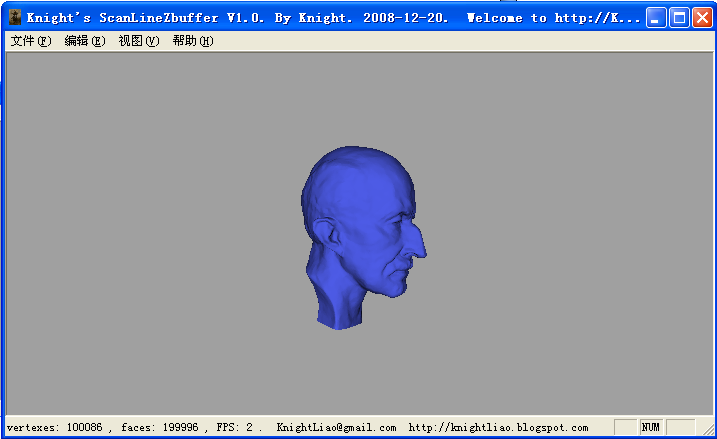 Knight's ScanLineZbuffer V1.0. By Knight. 2008-12-20. Welcome to http://K...
文件(F) 编辑(E) 视图(V) 帮助(H)
vertexes: 100086 , faces: 199996 , FPS: 2 . KnightLiao@gmail.com http://knightliao.blogspot.com NUM